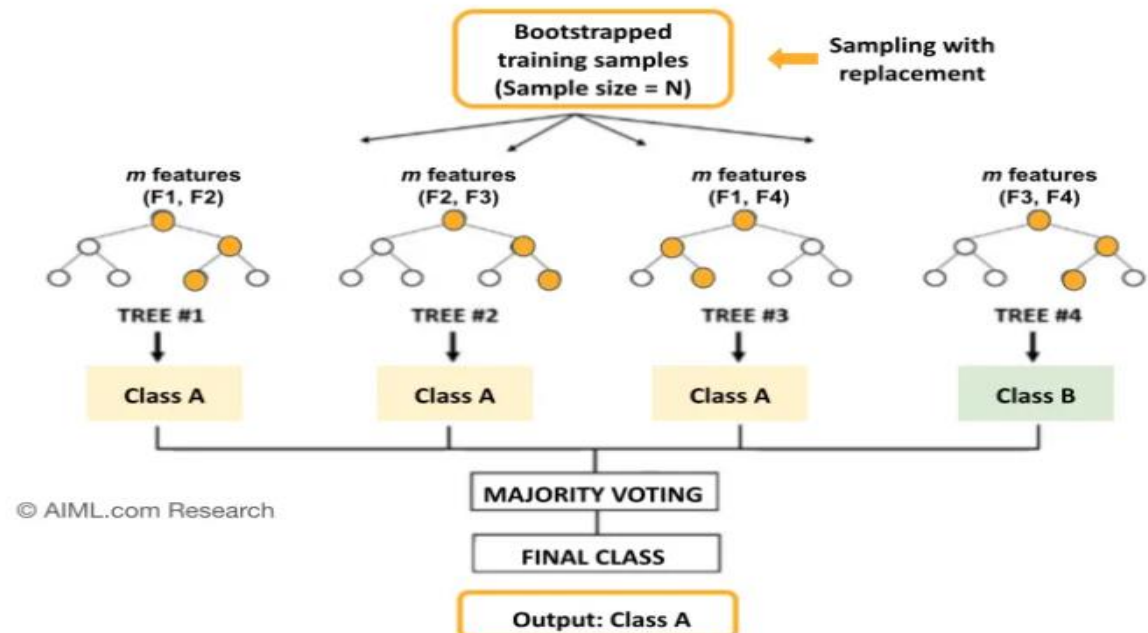 Bootstrapped
training samples
(Sample size = N)
Sampling with
replacement
m features
(F1, F2)
m features
(F2, F3)
m features
(F1, F4)
m features
(F3, F4)
TREE #1
TREE #2
TREE #3
TREE #4
Class A
Class A
Class A
Class B
MAJORITY VOTING
© AIML.com Research
FINAL CLASS
Output: Class A